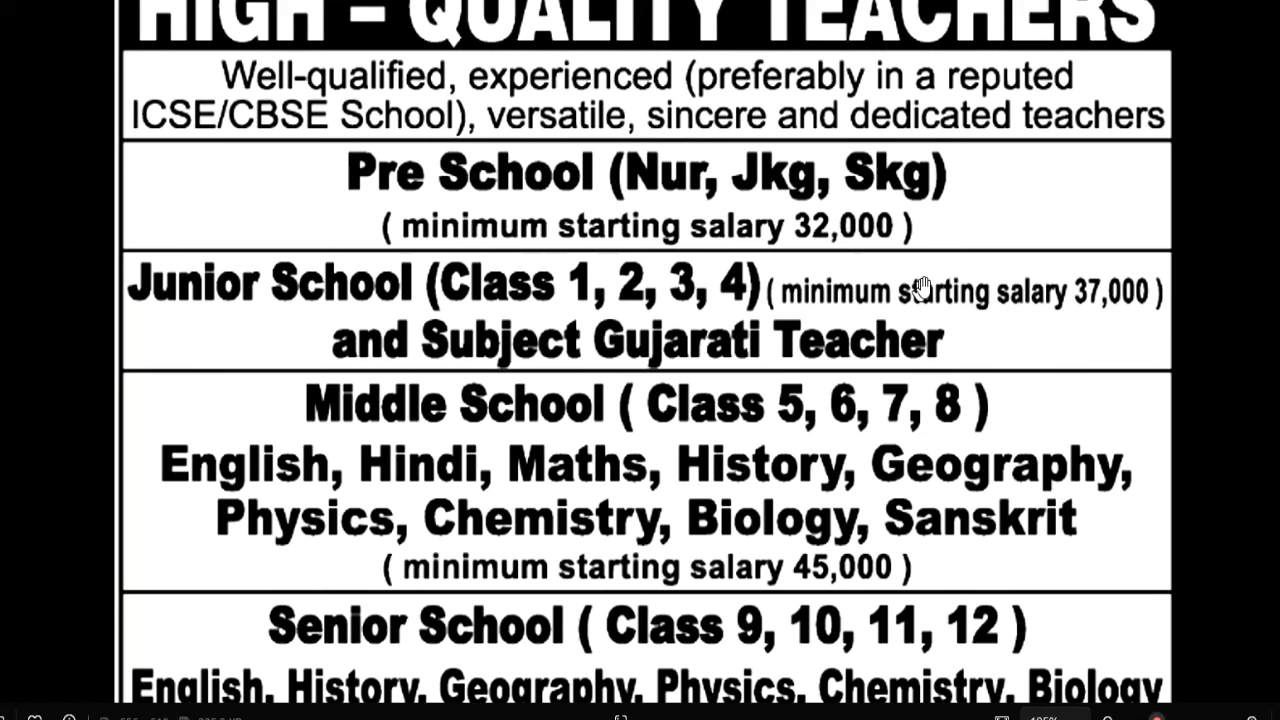 HIGH – QUALITY TEACHERS
Well-qualified, experienced (preferably in a reputed
ICSE/CBSE School), versatile, sincere and dedicated teachers
Pre School (Nur, Jkg, Skg)
( minimum starting salary 32,000 )
Junior School (Class 1, 2, 3, 4) ( minimum starting salary 37,000 )
and Subject Gujarati Teacher
Middle School ( Class 5, 6, 7, 8 )
English, Hindi, Maths, History, Geography,
Physics, Chemistry, Biology, Sanskrit
( minimum starting salary 45,000 )
Senior School ( Class 9, 10, 11, 12 )
English, History, Geography, Physics, Chemistry, Biology